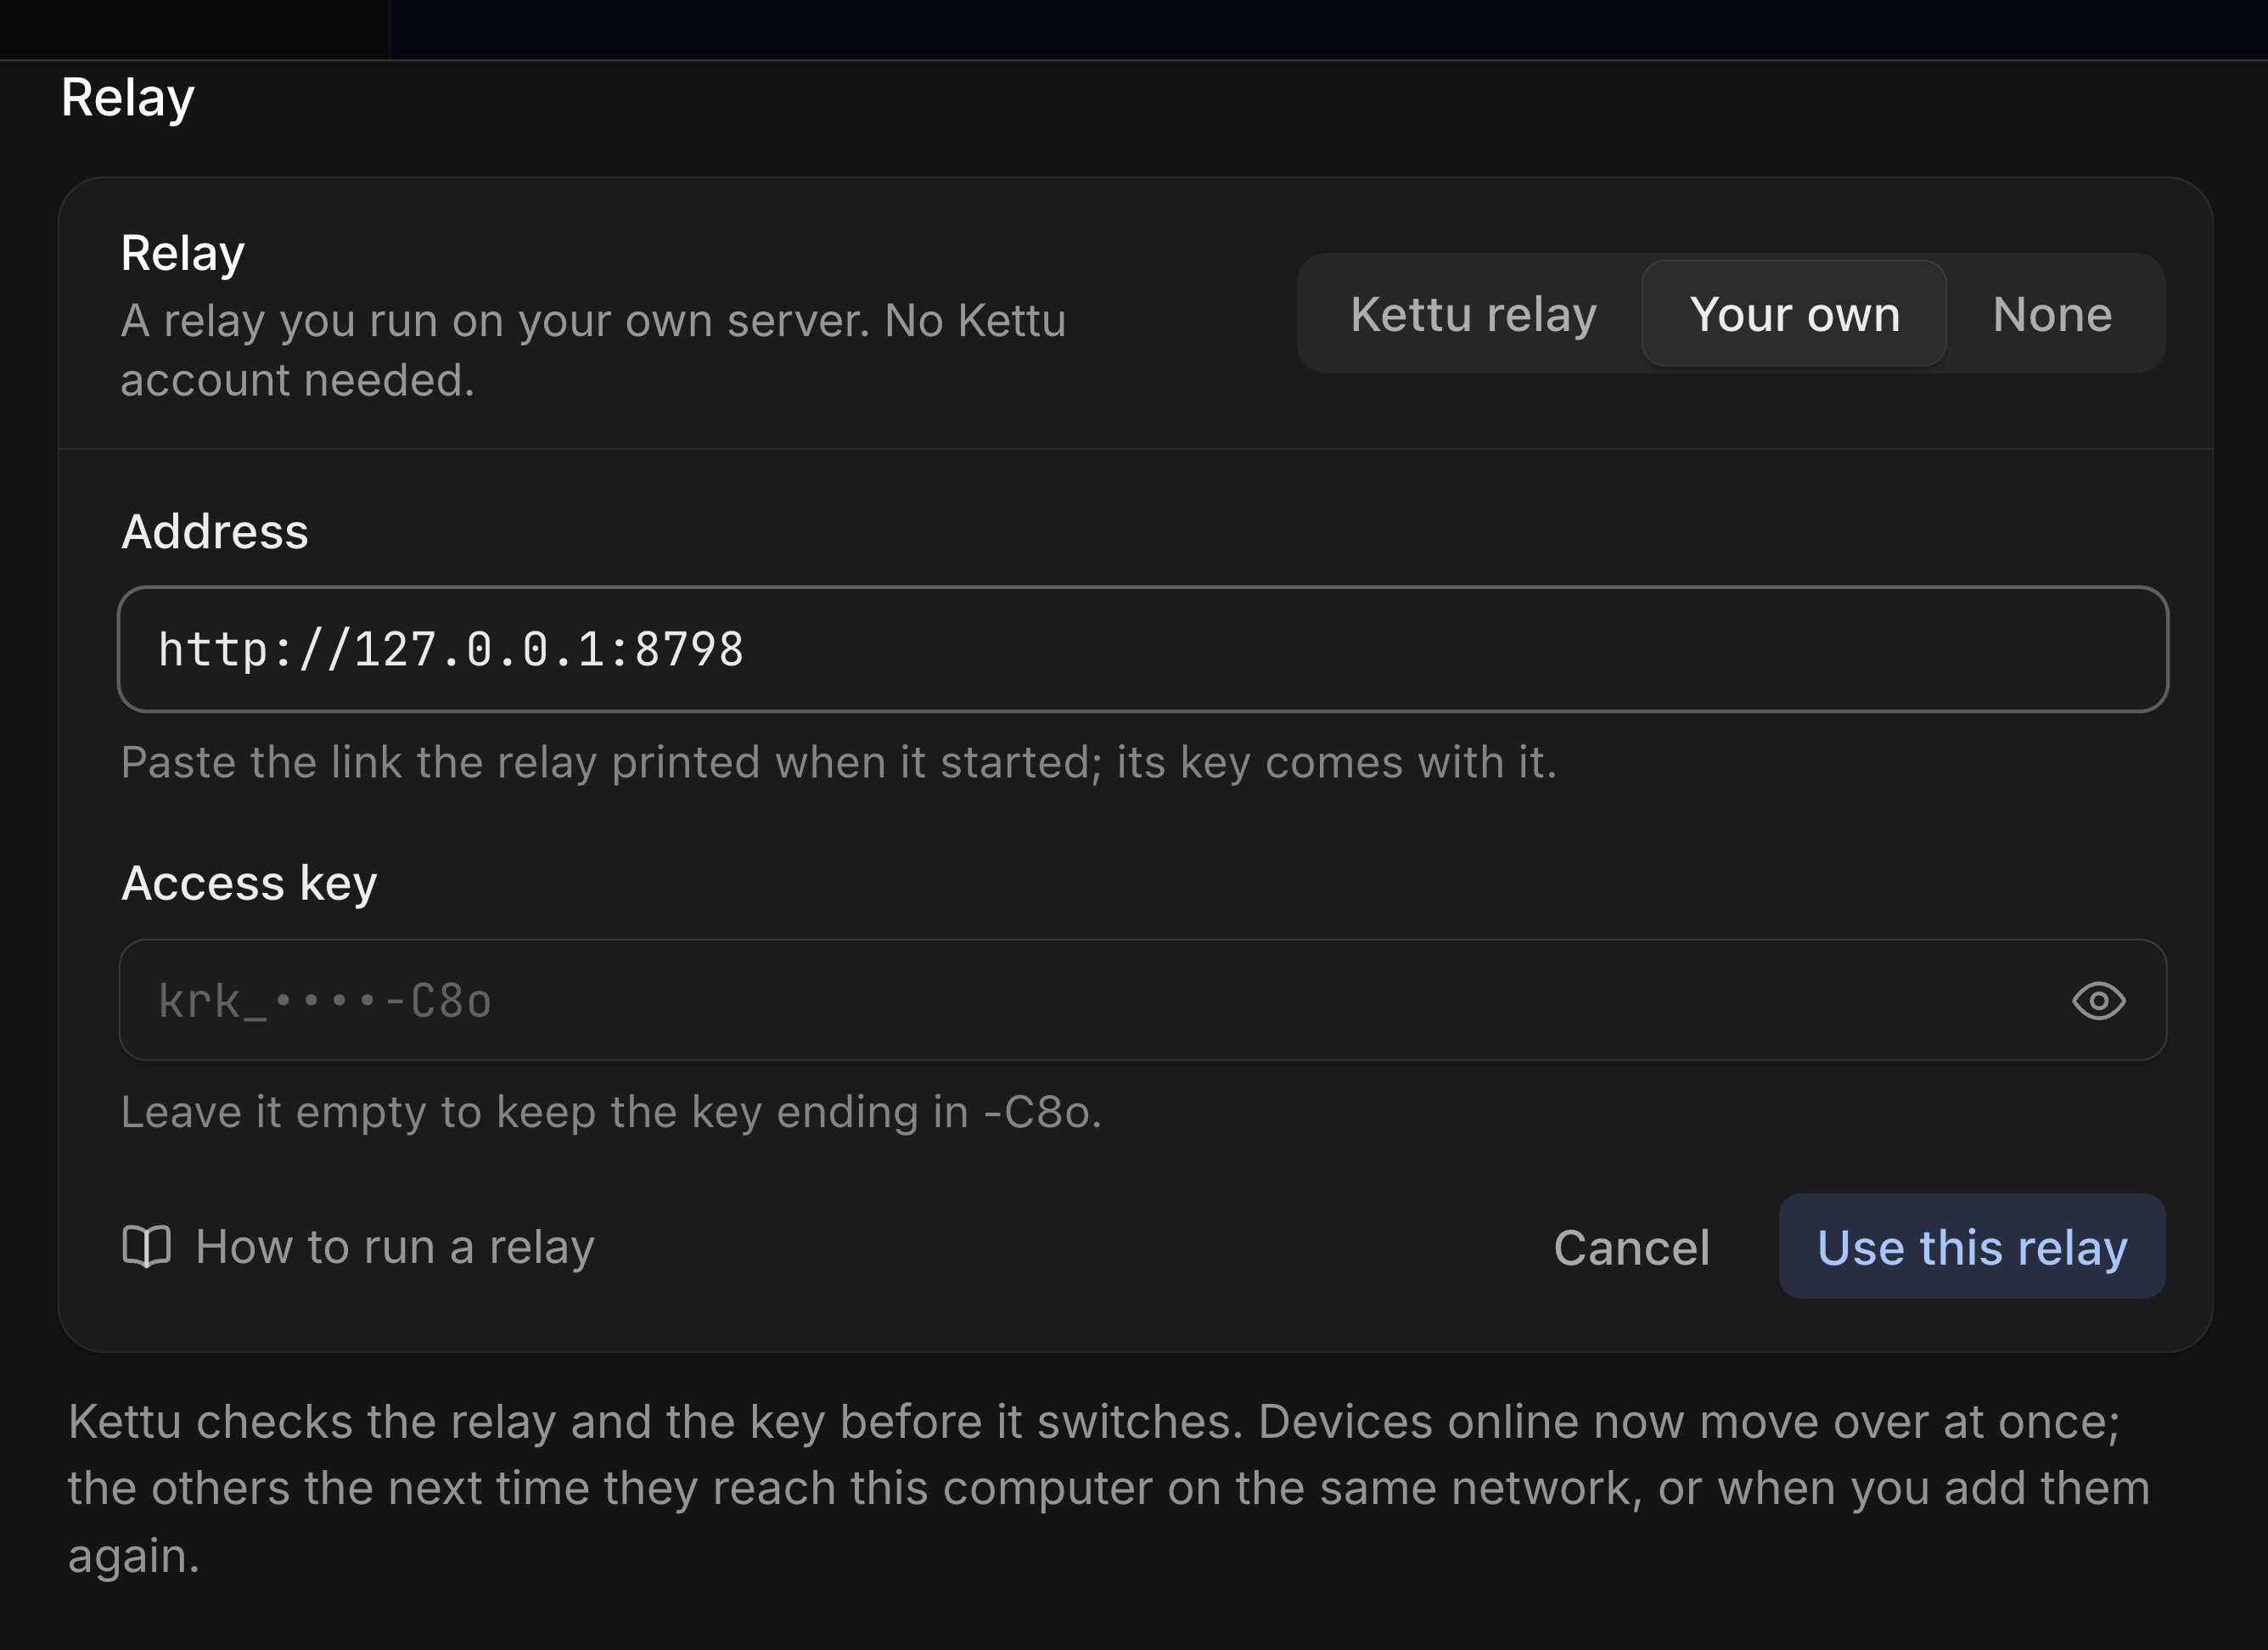 Relay
Relay
A relay you run on your own server. No Kettu
account needed.
Kettu relay
Your own
None
Address
http://127.0.0.1:8798
Paste the link the relay printed when it started; its key comes with it.
Access key
krk_••••-C8o
Leave it empty to keep the key ending in -C8o.
How to run a relay
Cancel
Use this relay
Kettu checks the relay and the key before it switches. Devices online now move over at once;
the others the next time they reach this computer on the same network, or when you add them
again.